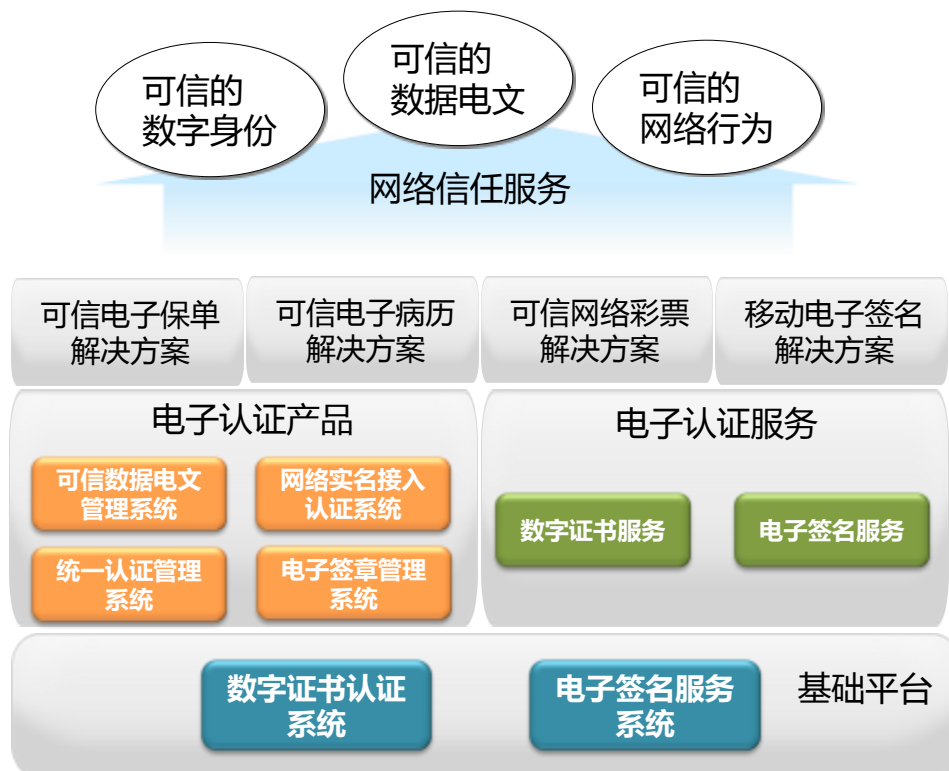 可信的
数字身份
可信的
数据电文
可信的
网络行为
网络信任服务
可信电子保单
解决方案
可信电子病历
解决方案
可信网络彩票
解决方案
移动电子签名
解决方案
电子认证产品
可信数据电文
管理系统
网络实名接入
认证系统
统一认证管理
系统
电子签章管理
系统
电子认证服务
数字证书服务
电子签名服务
数字证书认证
系统
电子签名服务
系统
基础平台